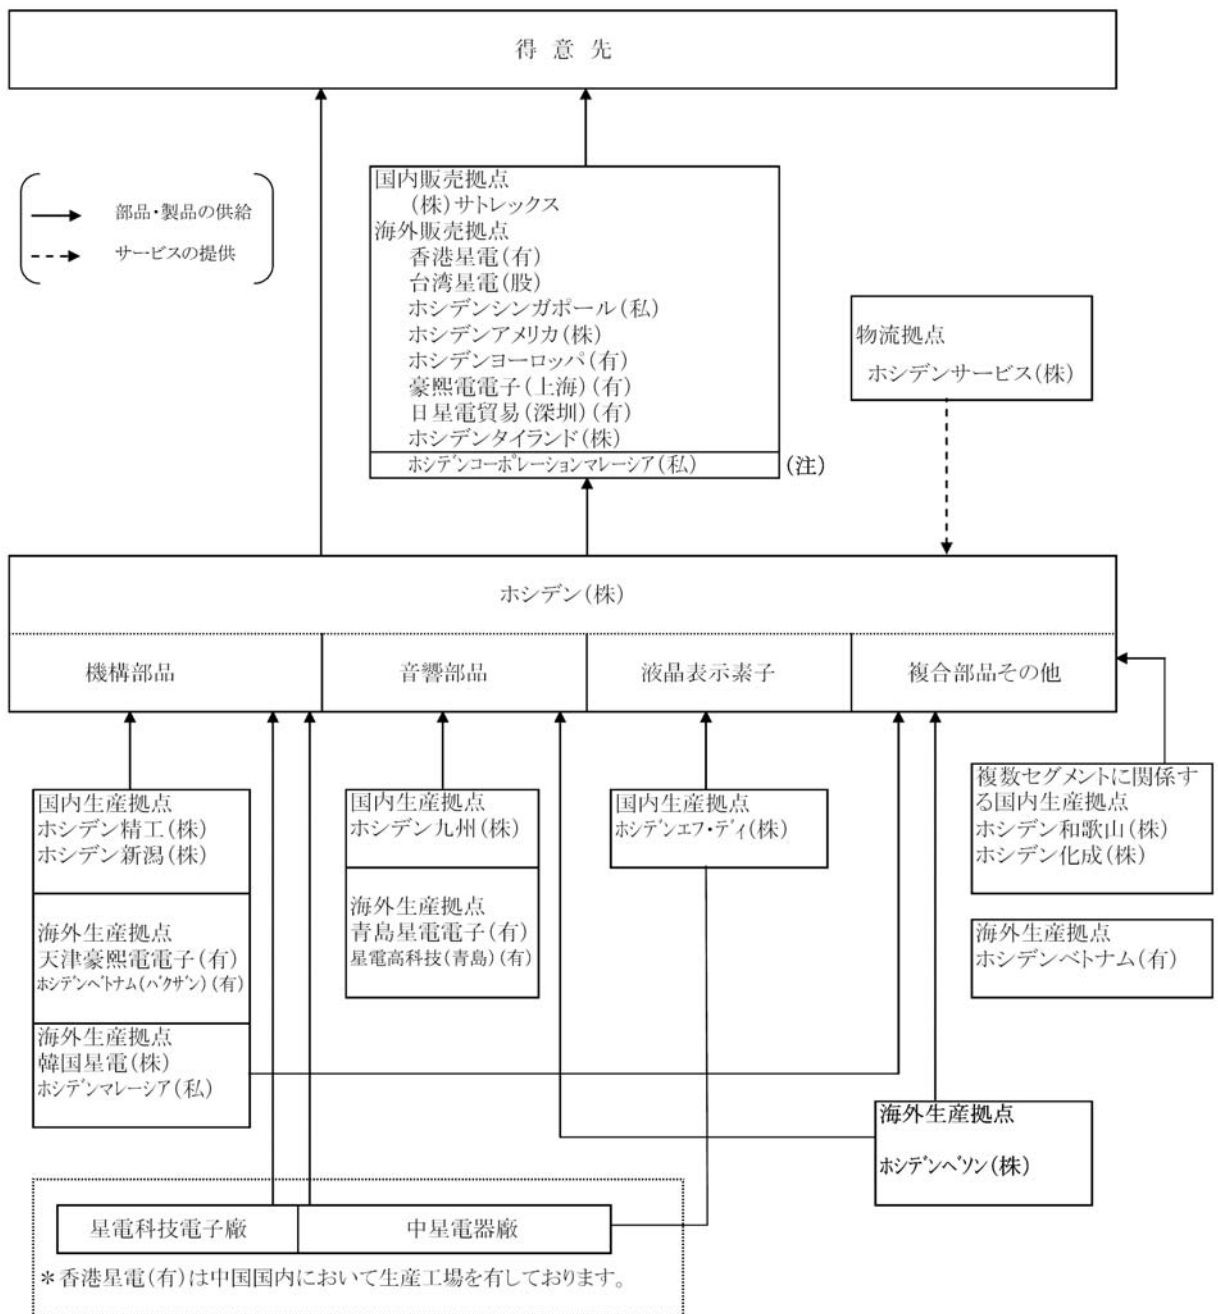 得 意 先
部品・製品の供給
サービスの提供
国内販売拠点
(株)サトレックス
海外販売拠点
香港星電(有)
台湾星電(股)
ホシデンシンガポール(私)
ホシデンアメリカ(株)
ホシデンヨーロッパ(有)
豪熙電電子(上海)(有)
日星電貿易(深圳)(有)
ホシデンタイランド(株)
ホシデンコーポレーションマレーシア(私)
(注)
物流拠点
ホシデンサービス(株)
ホシデン(株)
機構部品
音響部品
液晶表示素子
複合部品その他
国内生産拠点
ホシデン精工(株)
ホシデン新潟(株)
海外生産拠点
天津豪熙電電子(有)
ホシデンベトナム(バクザン)(有)
海外生産拠点
韓国星電(株)
ホシデンマレーシア(私)
国内生産拠点
ホシデン九州(株)
海外生産拠点
青島星電電子(有)
星電高科技(青島)(有)
国内生産拠点
ホシデンエフ・ディ(株)
複数セグメントに関係す
る国内生産拠点
ホシデン和歌山(株)
ホシデン化成(株)
海外生産拠点
ホシデンベトナム(有)
海外生産拠点
ホシデンベソン(株)
星電科技電子廠
中星電器廠
*香港星電(有)は中国国内において生産工場を有しております。